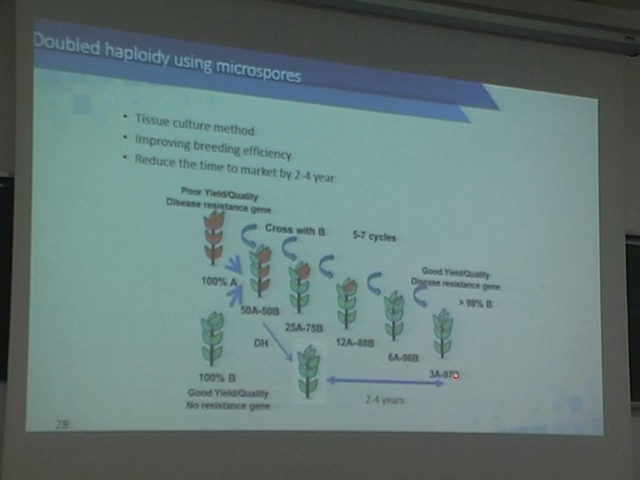 Doubled haploidy using microspores
• Tissue culture method
• Improving breeding efficiency
• Reduce the time to market by 2-4 year
Poor Yield/Quality
Disease resistance gene
Cross with B
5-7 cycles
Good Yield/Quality
Disease resistance gene
> 98% B
100% A
50A-50B
25A-75B
12A-88B
6A-98B
3A-97B
DH
100% B
Good Yield/Quality
No resistance gene
2-4 years
28